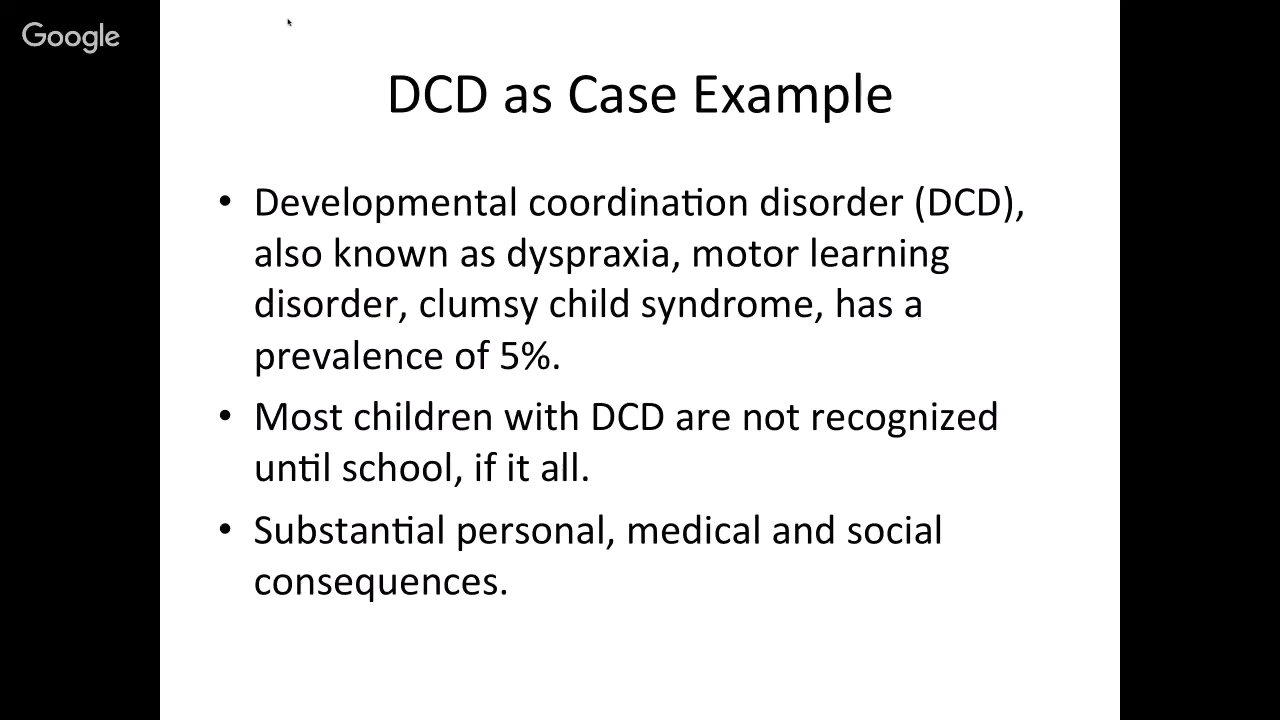 Google
DCD as Case Example
• Developmental coordination disorder (DCD),
also known as dyspraxia, motor learning
disorder, clumsy child syndrome, has a
prevalence of 5%.
• Most children with DCD are not recognized
until school, if it all.
• Substantial personal, medical and social
consequences.